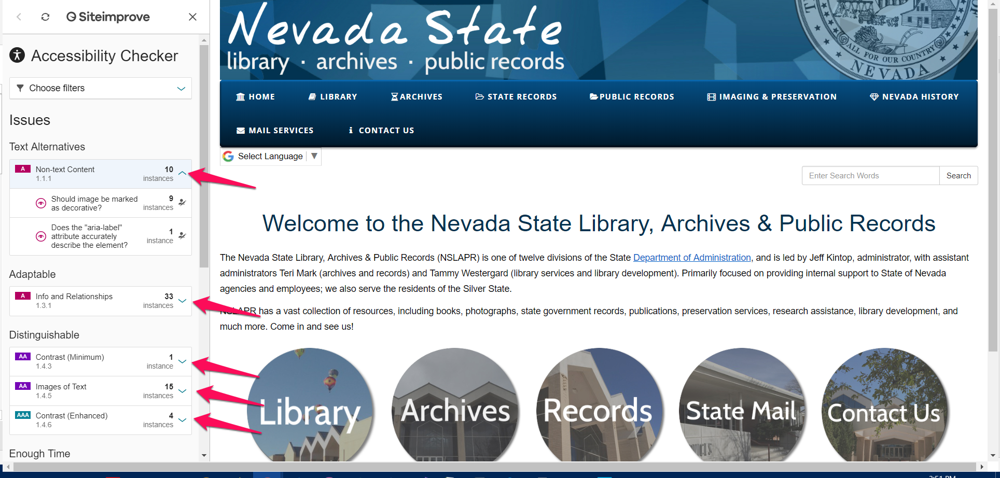 Siteimprove
Accessibility Checker
Choose filters
Issues
Text Alternatives
A Non-text Content 10
1.1.1 instances
Should image be marked 9
as decorative? instances
Does the "aria-label" 1
attribute accurately instance
describe the element?
Adaptable
A Info and Relationships 33
1.3.1 instances
Distinguishable
AA Contrast (Minimum) 1
1.4.3 instance
AA Images of Text 15
1.4.5 instances
AAA Contrast (Enhanced) 4
1.4.6 instances
Enough Time
Nevada State
library · archives · public records
ALL FOR OUR COUNTRY
NEVADA
HOME LIBRARY ARCHIVES STATE RECORDS PUBLIC RECORDS IMAGING & PRESERVATION NEVADA HISTORY
MAIL SERVICES CONTACT US
Select Language ▼
Enter Search Words Search
Welcome to the Nevada State Library, Archives & Public Records
The Nevada State Library, Archives & Public Records (NSLAPR) is one of twelve divisions of the State Department of Administration, and is led by Jeff Kintop, administrator, with assistant
administrators Teri Mark (archives and records) and Tammy Westergard (library services and library development). Primarily focused on providing internal support to State of Nevada
agencies and employees; we also serve the residents of the Silver State.
NSLAPR has a vast collection of resources, including books, photographs, state government records, publications, preservation services, research assistance, library development, and
much more. Come in and see us!
Library Archives Records State Mail Contact Us